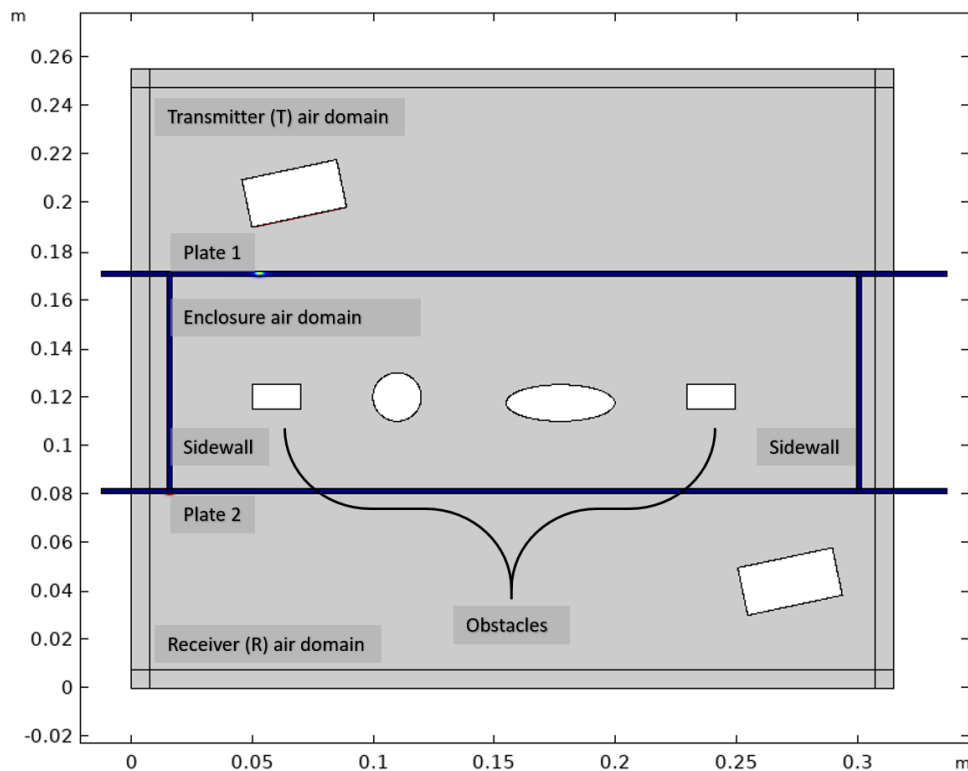 m
0.26
Transmitter (T) air domain
0.24
0.22
0.2
0.18
Plate 1
0.16
Enclosure air domain
0.14
0.12
0.1
Sidewall
Sidewall
0.08
Plate 2
0.06
0.04
Obstacles
0.02
Receiver (R) air domain
0
-0.02
0 0.05 0.1 0.15 0.2 0.25 0.3 m